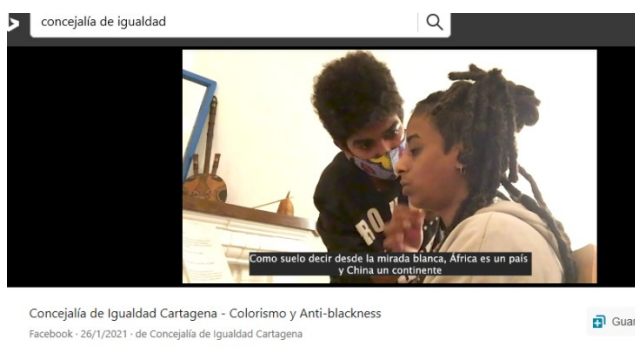 concejalía de igualdad
Como suelo decir desde la mirada blanca, África es un país
y China un continente
Concejalía de Igualdad Cartagena - Colorismo y Anti-blackness
Facebook - 26/1/2021 - de Concejalía de Igualdad Cartagena
Guar